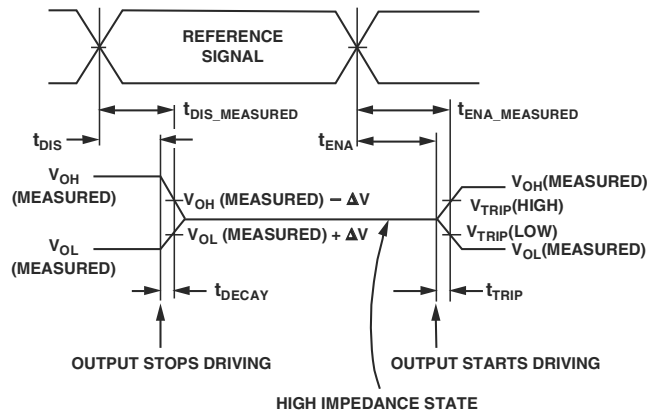 REFERENCE
SIGNAL
tDIS_MEASURED
tENA_MEASURED
tDIS
tENA
VOH
(MEASURED)
VOH (MEASURED) − ΔV
VOH(MEASURED)
VTRIP(HIGH)
VOL
(MEASURED)
VOL (MEASURED) + ΔV
VTRIP(LOW)
VOL(MEASURED)
tDECAY
tTRIP
OUTPUT STOPS DRIVING
OUTPUT STARTS DRIVING
HIGH IMPEDANCE STATE